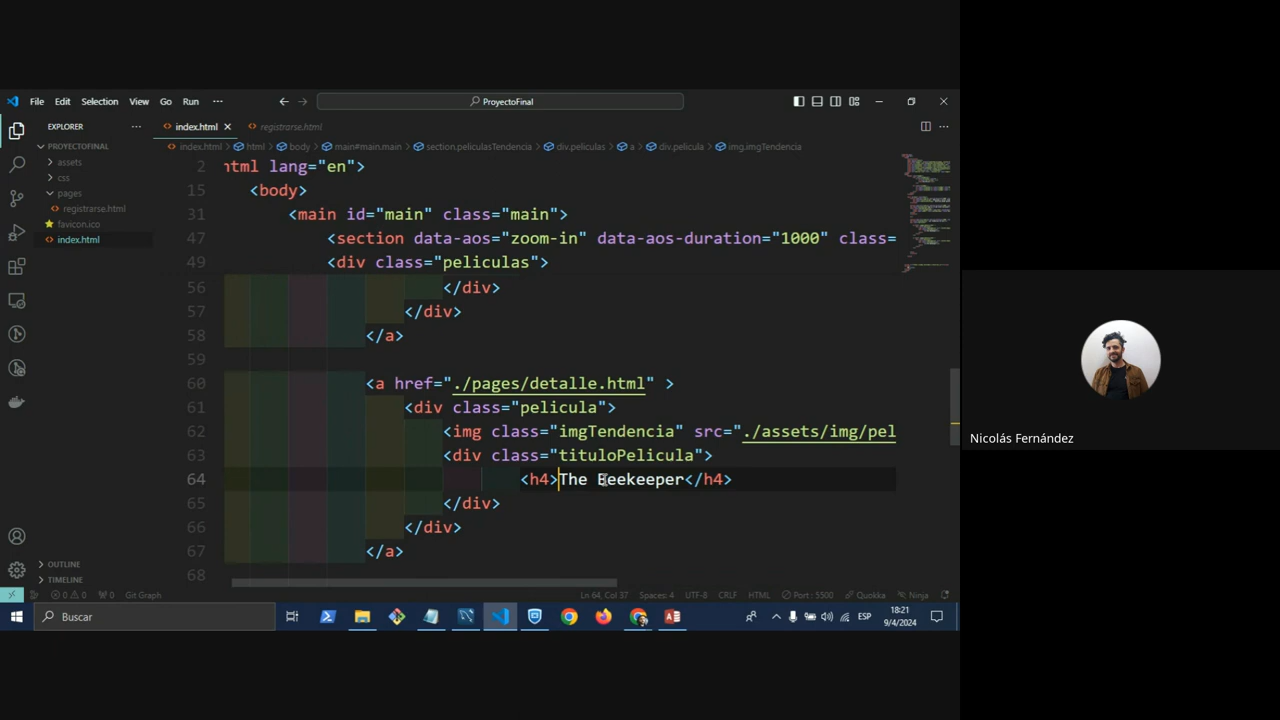 File Edit Selection View Go Run ··· ProyectoFinal
EXPLORER ···
PROYECTOFINAL
assets
css
pages
registrarse.html
favicon.ico
index.html
OUTLINE
TIMELINE
index.html registrarse.html
index.html > html > body > main#main.main > section.peliculasTendencia > div.peliculas > a > div.pelicula > img.imgTendencia
2 html lang="en">
15 <body>
31 <main id="main" class="main">
47 <section data-aos="zoom-in" data-aos-duration="1000" class=
49 <div class="peliculas">
56 </div>
57 </div>
58 </a>
59
60 <a href="./pages/detalle.html" >
61 <div class="pelicula">
62 <img class="imgTendencia" src="./assets/img/pel
63 <div class="tituloPelicula">
64 <h4>The Beekeeper</h4>
65 </div>
66 </div>
67 </a>
68
0 0 0 Git Graph Ln 64, Col 37 Spaces: 4 UTF-8 CRLF HTML Port : 5500 Quokka Ninja
Buscar
ESP
18:21
9/4/2024
Nicolás Fernández